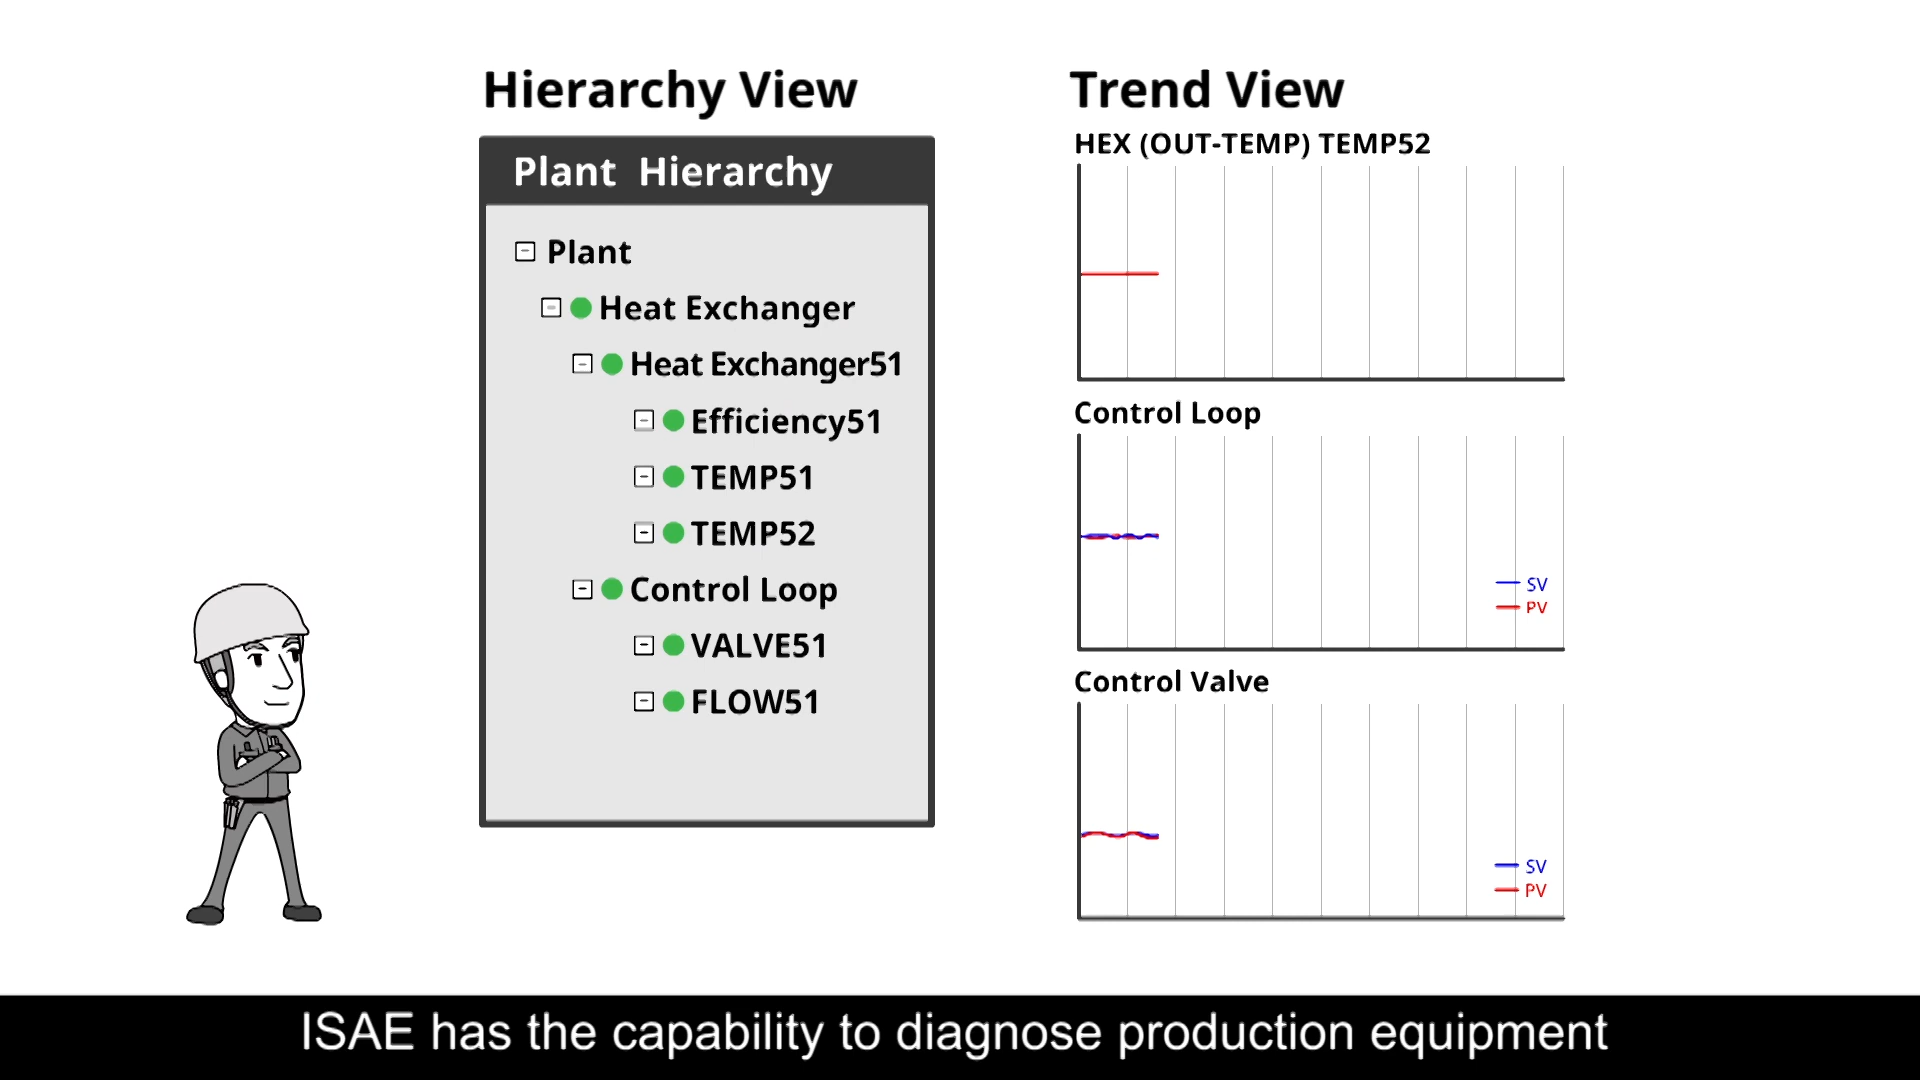 Hierarchy View
Plant Hierarchy
Plant
Heat Exchanger
Heat Exchanger51
Efficiency51
TEMP51
TEMP52
Control Loop
VALVE51
FLOW51
Trend View
HEX (OUT-TEMP) TEMP52
Control Loop
SV
PV
Control Valve
SV
PV
ISAE has the capability to diagnose production equipment